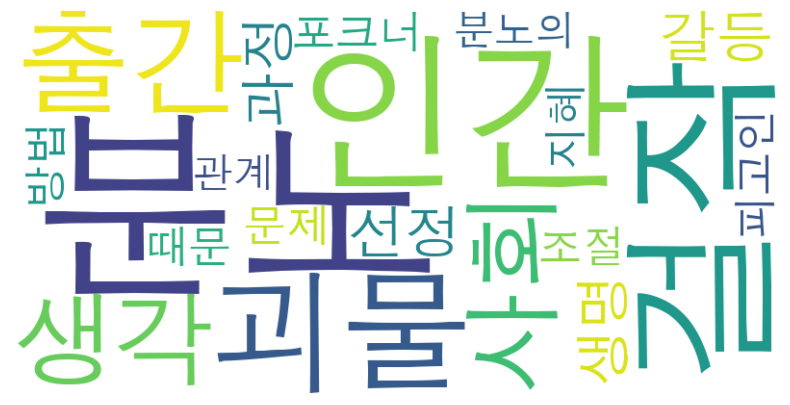 출간
과정
포크너
분노의
갈등
인간
걸작
지혜
방법
분노
관계
피고인
때문
문제
선정
사회
조절
생각
괴물
생명